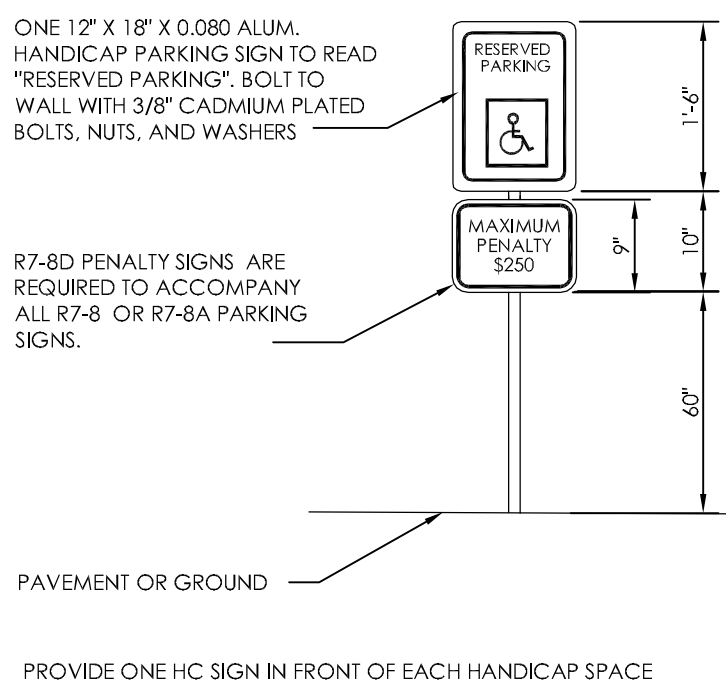 ONE 12" X 18" X 0.080 ALUM.
HANDICAP PARKING SIGN TO READ
"RESERVED PARKING". BOLT TO
WALL WITH 3/8" CADMIUM PLATED
BOLTS, NUTS, AND WASHERS
RESERVED
PARKING
1'-6"
MAXIMUM
PENALTY
$250
9"
10"
R7-8D PENALTY SIGNS ARE
REQUIRED TO ACCOMPANY
ALL R7-8 OR R7-8A PARKING
SIGNS.
60"
PAVEMENT OR GROUND
PROVIDE ONE HC SIGN IN FRONT OF EACH HANDICAP SPACE